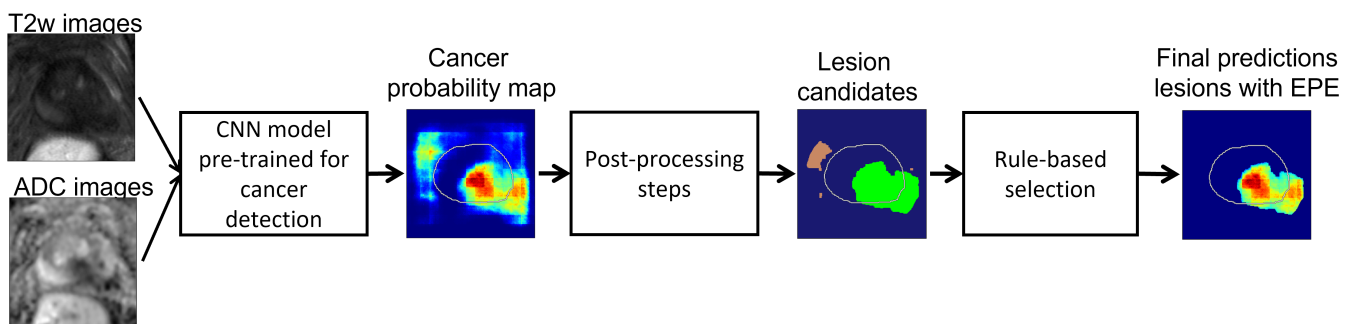 T2w images
ADC images
CNN model
pre-trained for
cancer
detection
Cancer
probability map
Post-processing
steps
Lesion
candidates
Rule-based
selection
Final predictions
lesions with EPE